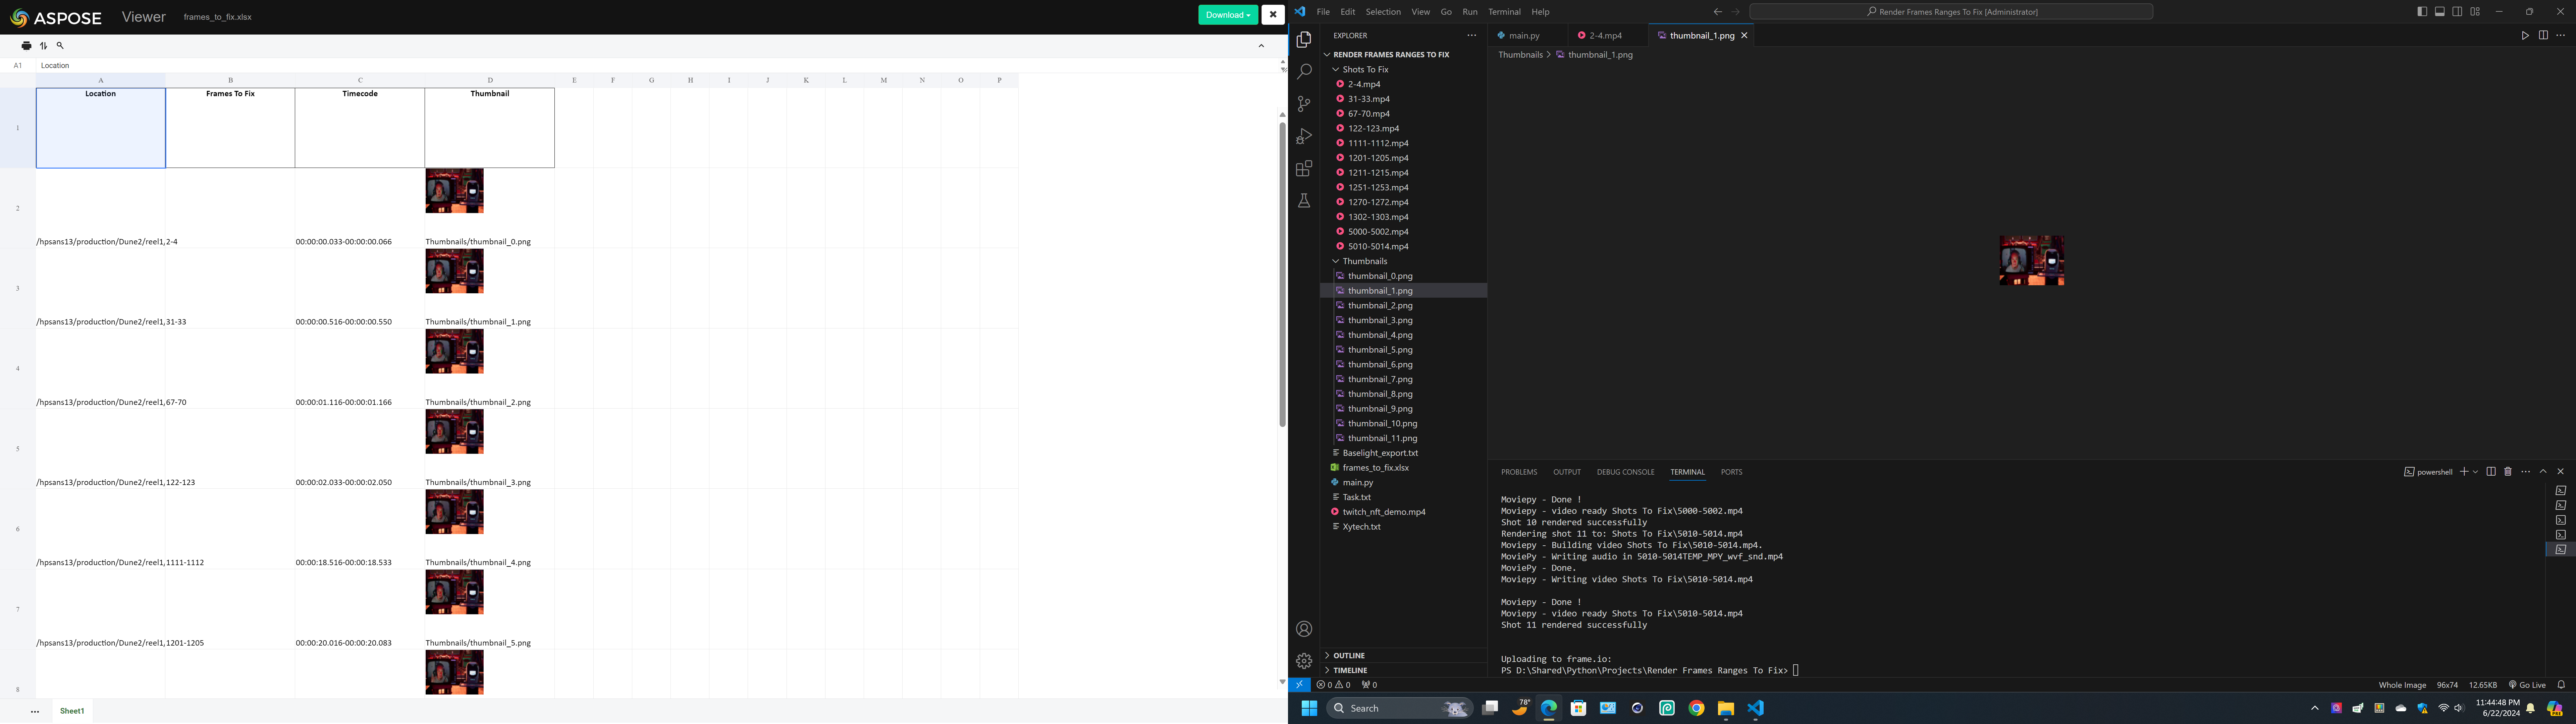 ASPOSE Viewer frames_to_fix.xlsx Download
A1 Location
A B C D E F G H I J K L M N O P
1 Location Frames To Fix Timecode Thumbnail
2 /hpsans13/production/Dune2/reel1, 2-4 00:00:00.033-00:00:00.066 Thumbnails/thumbnail_0.png
3 /hpsans13/production/Dune2/reel1, 31-33 00:00:00.516-00:00:00.550 Thumbnails/thumbnail_1.png
4 /hpsans13/production/Dune2/reel1, 67-70 00:00:01.116-00:00:01.166 Thumbnails/thumbnail_2.png
5 /hpsans13/production/Dune2/reel1, 122-123 00:00:02.033-00:00:02.050 Thumbnails/thumbnail_3.png
6 /hpsans13/production/Dune2/reel1, 1111-1112 00:00:18.516-00:00:18.533 Thumbnails/thumbnail_4.png
7 /hpsans13/production/Dune2/reel1, 1201-1205 00:00:20.016-00:00:20.083 Thumbnails/thumbnail_5.png
8
... Sheet1
File Edit Selection View Go Run Terminal Help
Render Frames Ranges To Fix [Administrator]
EXPLORER ...
RENDER FRAMES RANGES TO FIX
Shots To Fix
2-4.mp4
31-33.mp4
67-70.mp4
122-123.mp4
1111-1112.mp4
1201-1205.mp4
1211-1215.mp4
1251-1253.mp4
1270-1272.mp4
1302-1303.mp4
5000-5002.mp4
5010-5014.mp4
Thumbnails
thumbnail_0.png
thumbnail_1.png
thumbnail_2.png
thumbnail_3.png
thumbnail_4.png
thumbnail_5.png
thumbnail_6.png
thumbnail_7.png
thumbnail_8.png
thumbnail_9.png
thumbnail_10.png
thumbnail_11.png
Baselight_export.txt
frames_to_fix.xlsx
main.py
Task.txt
twitch_nft_demo.mp4
Xytech.txt
OUTLINE
TIMELINE
main.py 2-4.mp4 thumbnail_1.png
Thumbnails > thumbnail_1.png
PROBLEMS OUTPUT DEBUG CONSOLE TERMINAL PORTS
powershell
Moviepy - Done !
Moviepy - video ready Shots To Fix\5000-5002.mp4
Shot 10 rendered successfully
Rendering shot 11 to: Shots To Fix\5010-5014.mp4
Moviepy - Building video Shots To Fix\5010-5014.mp4.
MoviePy - Writing audio in 5010-5014TEMP_MPY_wvf_snd.mp4
MoviePy - Done.
Moviepy - Writing video Shots To Fix\5010-5014.mp4
Moviepy - Done !
Moviepy - video ready Shots To Fix\5010-5014.mp4
Shot 11 rendered successfully
Uploading to frame.io:
PS D:\Shared\Python\Projects\Render Frames Ranges To Fix>
0 0 0
Whole Image 96x74 12.65KB Go Live
Search
78°
11:44:48 PM
6/22/2024